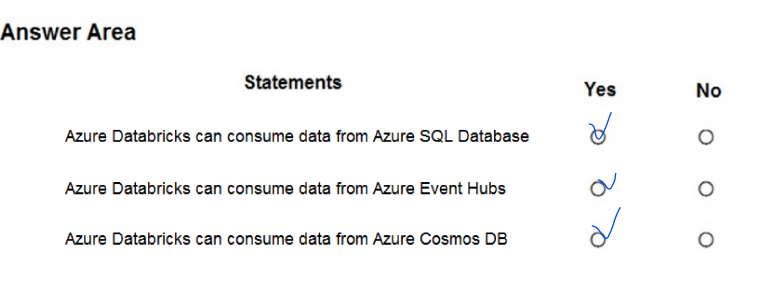 Answer Area
Statements Yes No
Azure Databricks can consume data from Azure SQL Database
Azure Databricks can consume data from Azure Event Hubs
Azure Databricks can consume data from Azure Cosmos DB